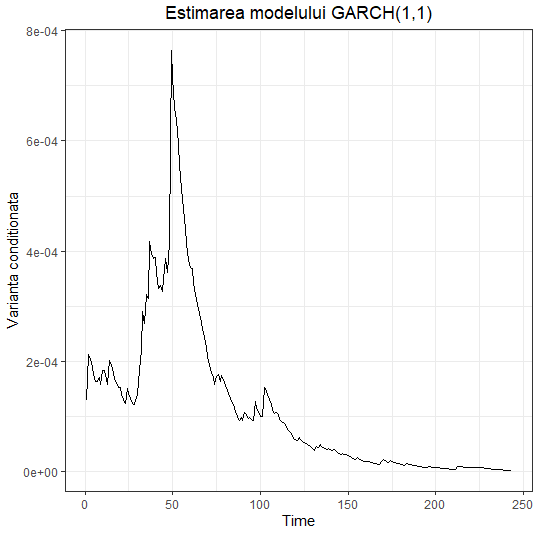 Estimarea modelului GARCH(1,1)
8e-04
6e-04
4e-04
2e-04
0e+00
Varianta conditionata
0 50 100 150 200 250
Time